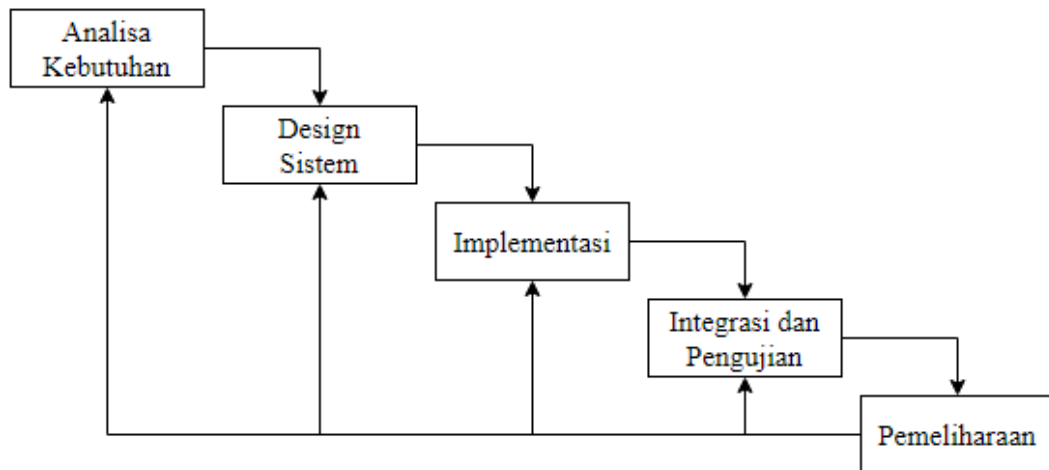 Analisa
Kebutuhan
Design
Sistem
Implementasi
Integrasi dan
Pengujian
Pemeliharaan